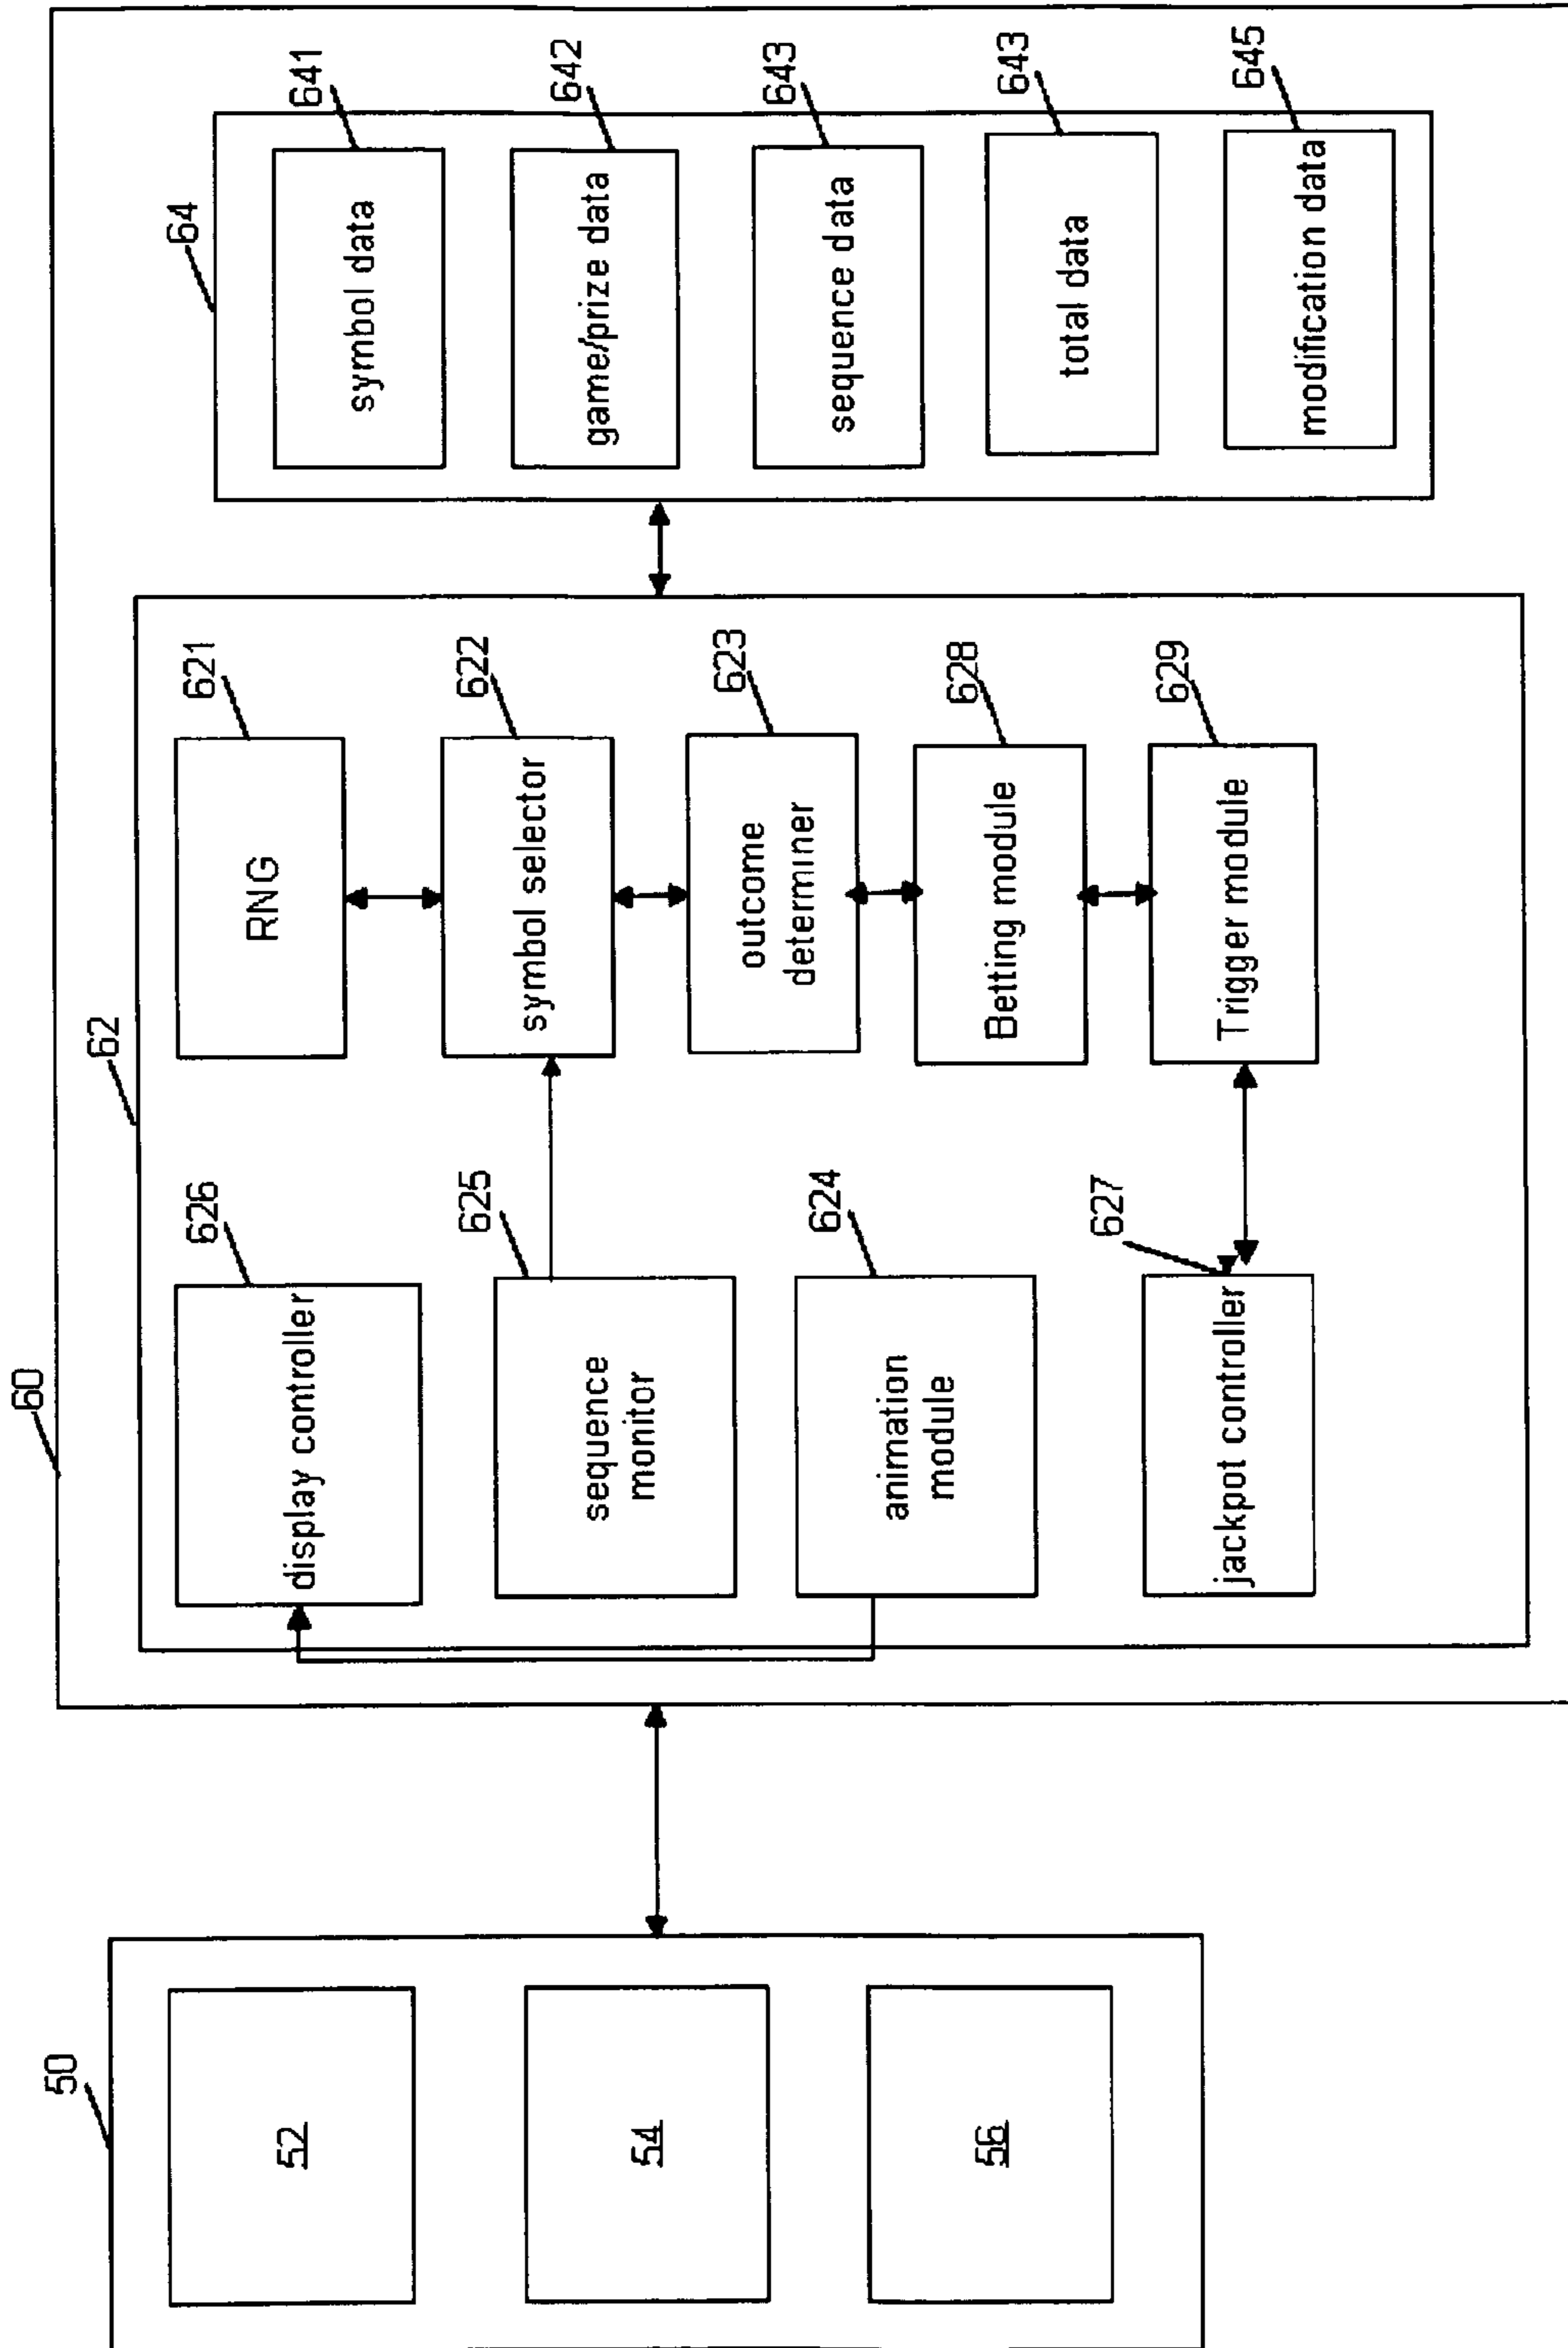 50
52
54
56
60
62
626
display controller
625
sequence
monitor
624
animation
module
627
jackpot controller
621
RNG
622
symbol selector
623
outcome
determiner
628
Betting module
629
Trigger module
64
641
symbol data
642
game/prize data
643
sequence data
643
total data
645
modification data